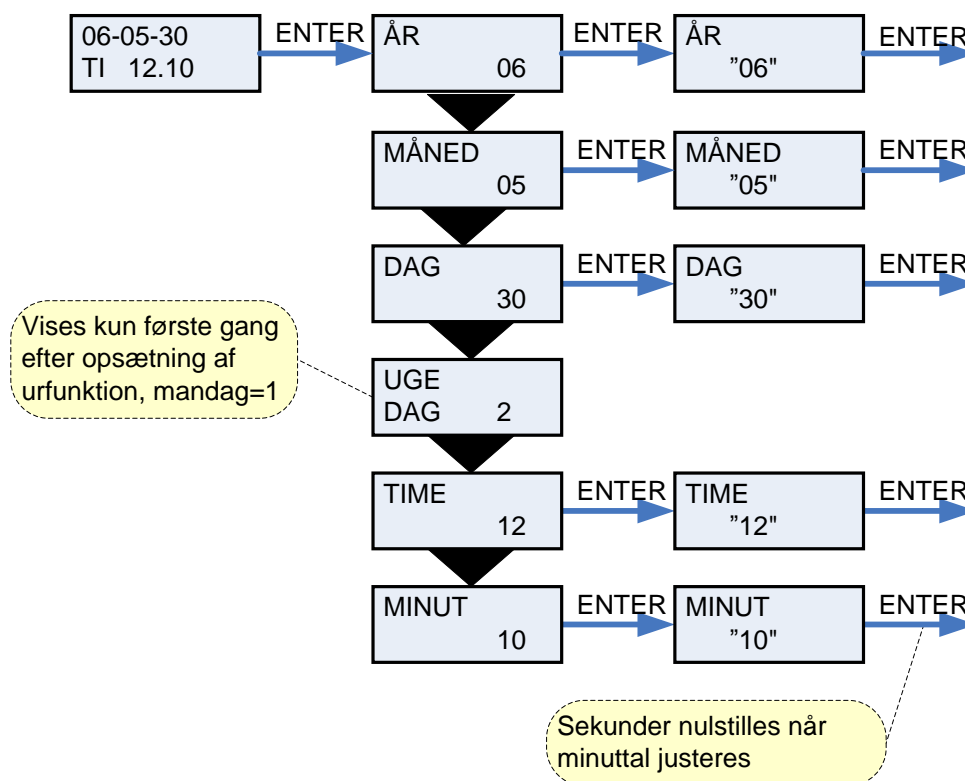 06-05-30
TI 12.10
ENTER
ÅR
06
ENTER
ÅR
"06"
ENTER
MÅNED
05
ENTER
MÅNED
"05"
ENTER
DAG
30
ENTER
DAG
"30"
ENTER
Vises kun første gang
efter opsætning af
urfunktion, mandag=1
UGE
DAG 2
TIME
12
ENTER
TIME
"12"
ENTER
MINUT
10
ENTER
MINUT
"10"
ENTER
Sekunder nulstilles når
minuttal justeres